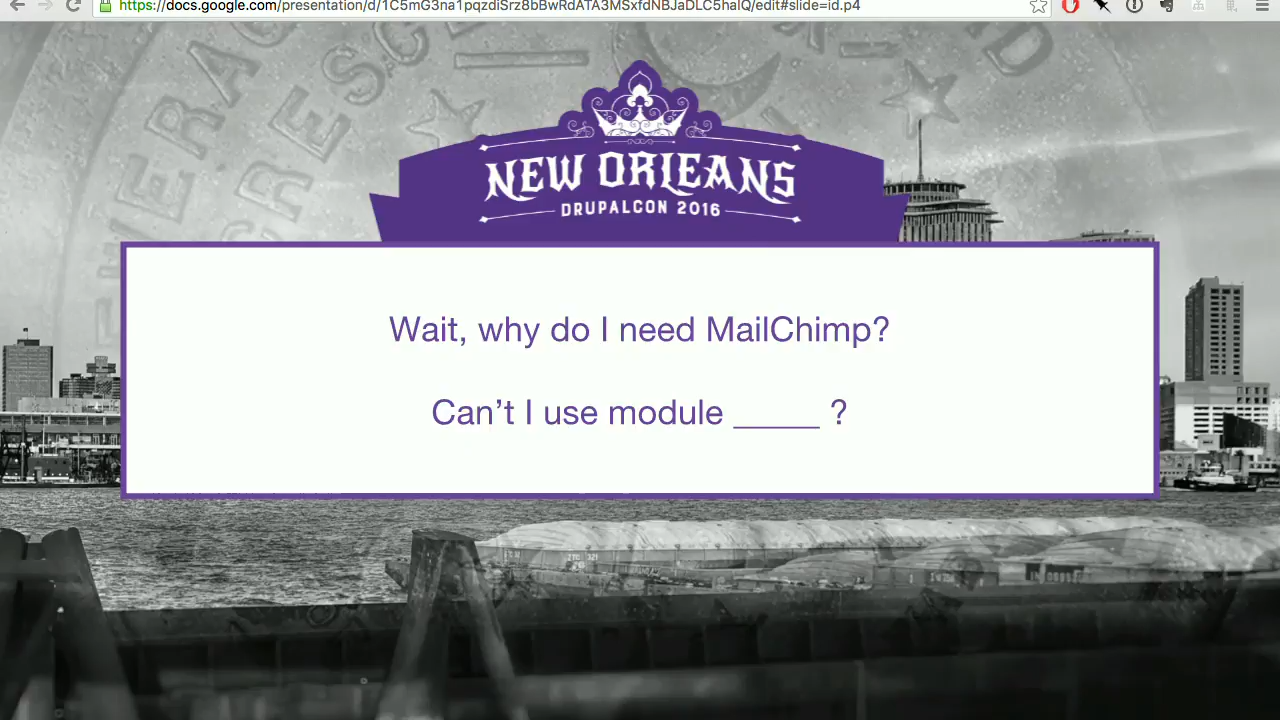 https://docs.google.com/presentation/d/1C5mG3na1pqzdiSrz8bBwRdATA3MSxfdNBJaDLC5halQ/edit#slide=id.p4
NEW ORLEANS
DRUPALCON 2016
Wait, why do I need MailChimp?
Can’t I use module _____ ?